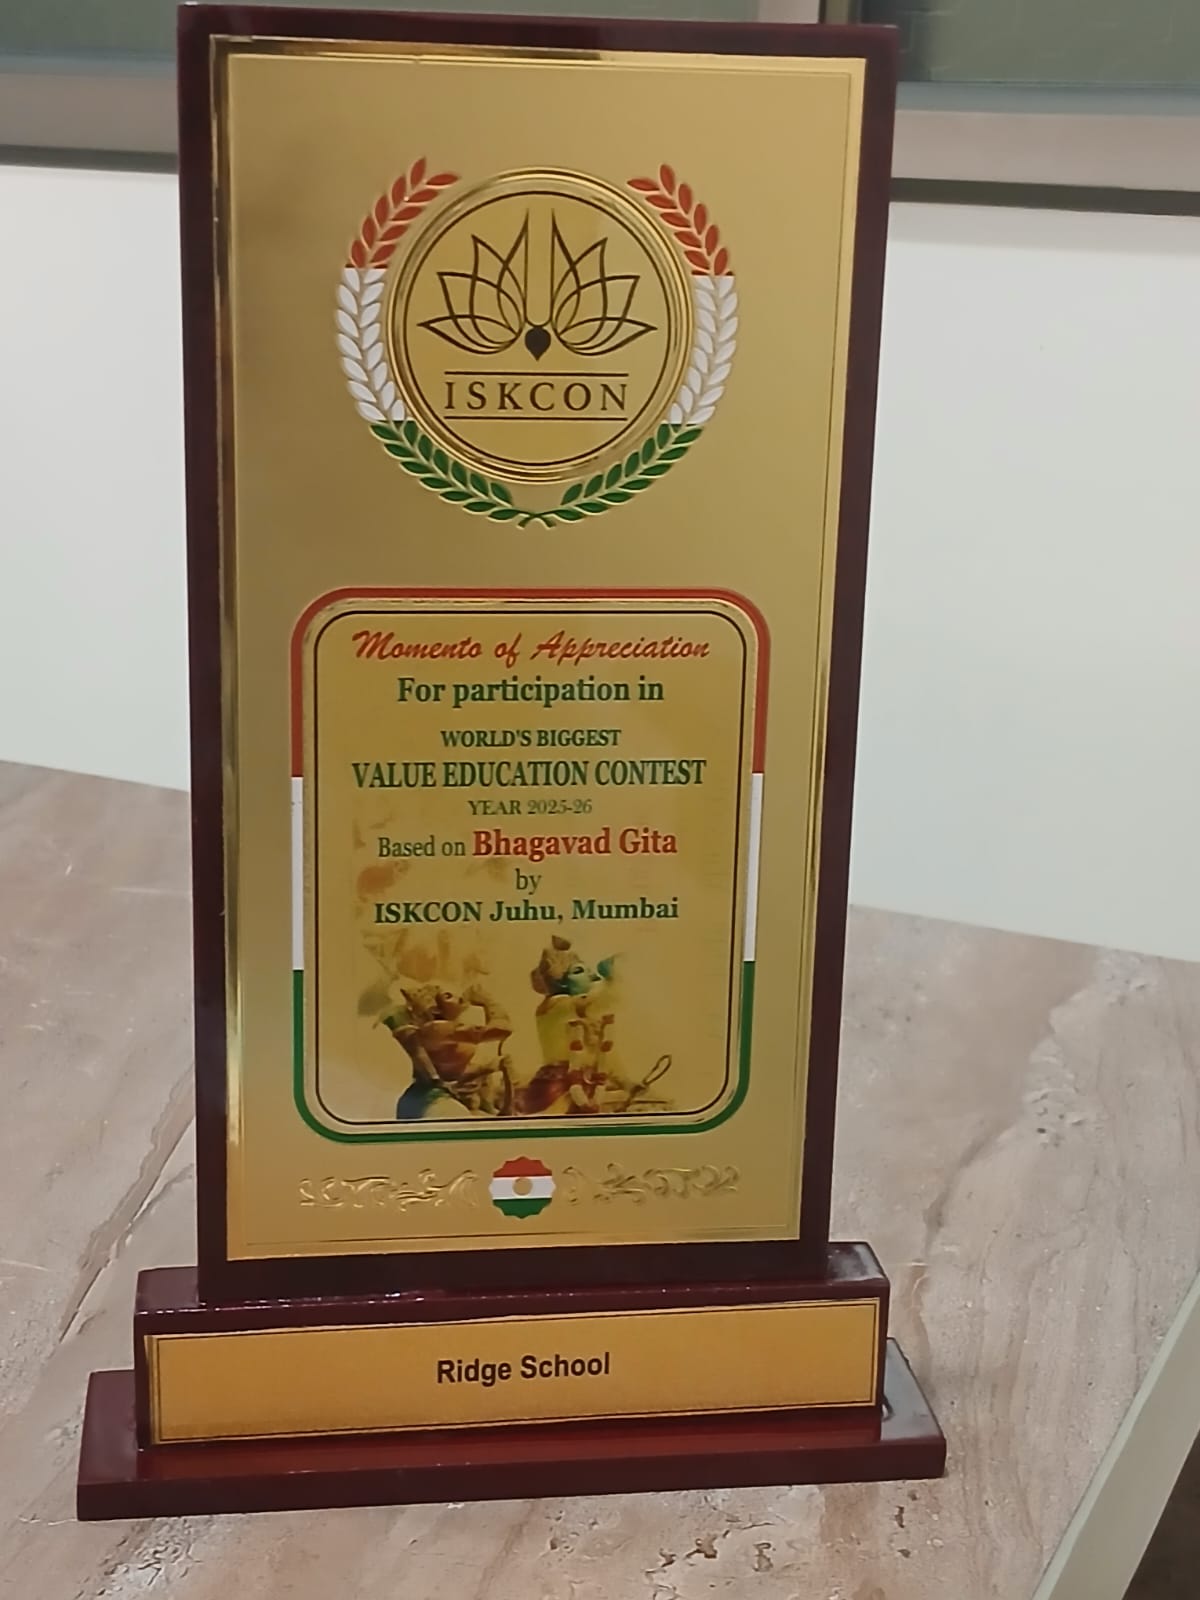 ISKCON
Momento of Appreciation
For participation in
WORLD'S BIGGEST
VALUE EDUCATION CONTEST
YEAR 2025-26
Based on Bhagavad Gita
by
ISKCON Juhu, Mumbai
Ridge School